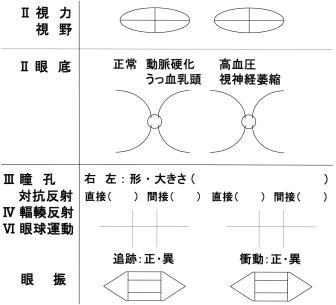 II 視 力
視 野
II 眼 底
正常 動脈硬化 高血圧
うっ血乳頭 視神経萎縮
III 瞳 孔 右 左:形・大きさ( )
対抗反射 直接( ) 間接( ) 直接( ) 間接( )
IV 輻輳反射
VI 眼球運動
追跡:正・異 衝動:正・異
眼 振